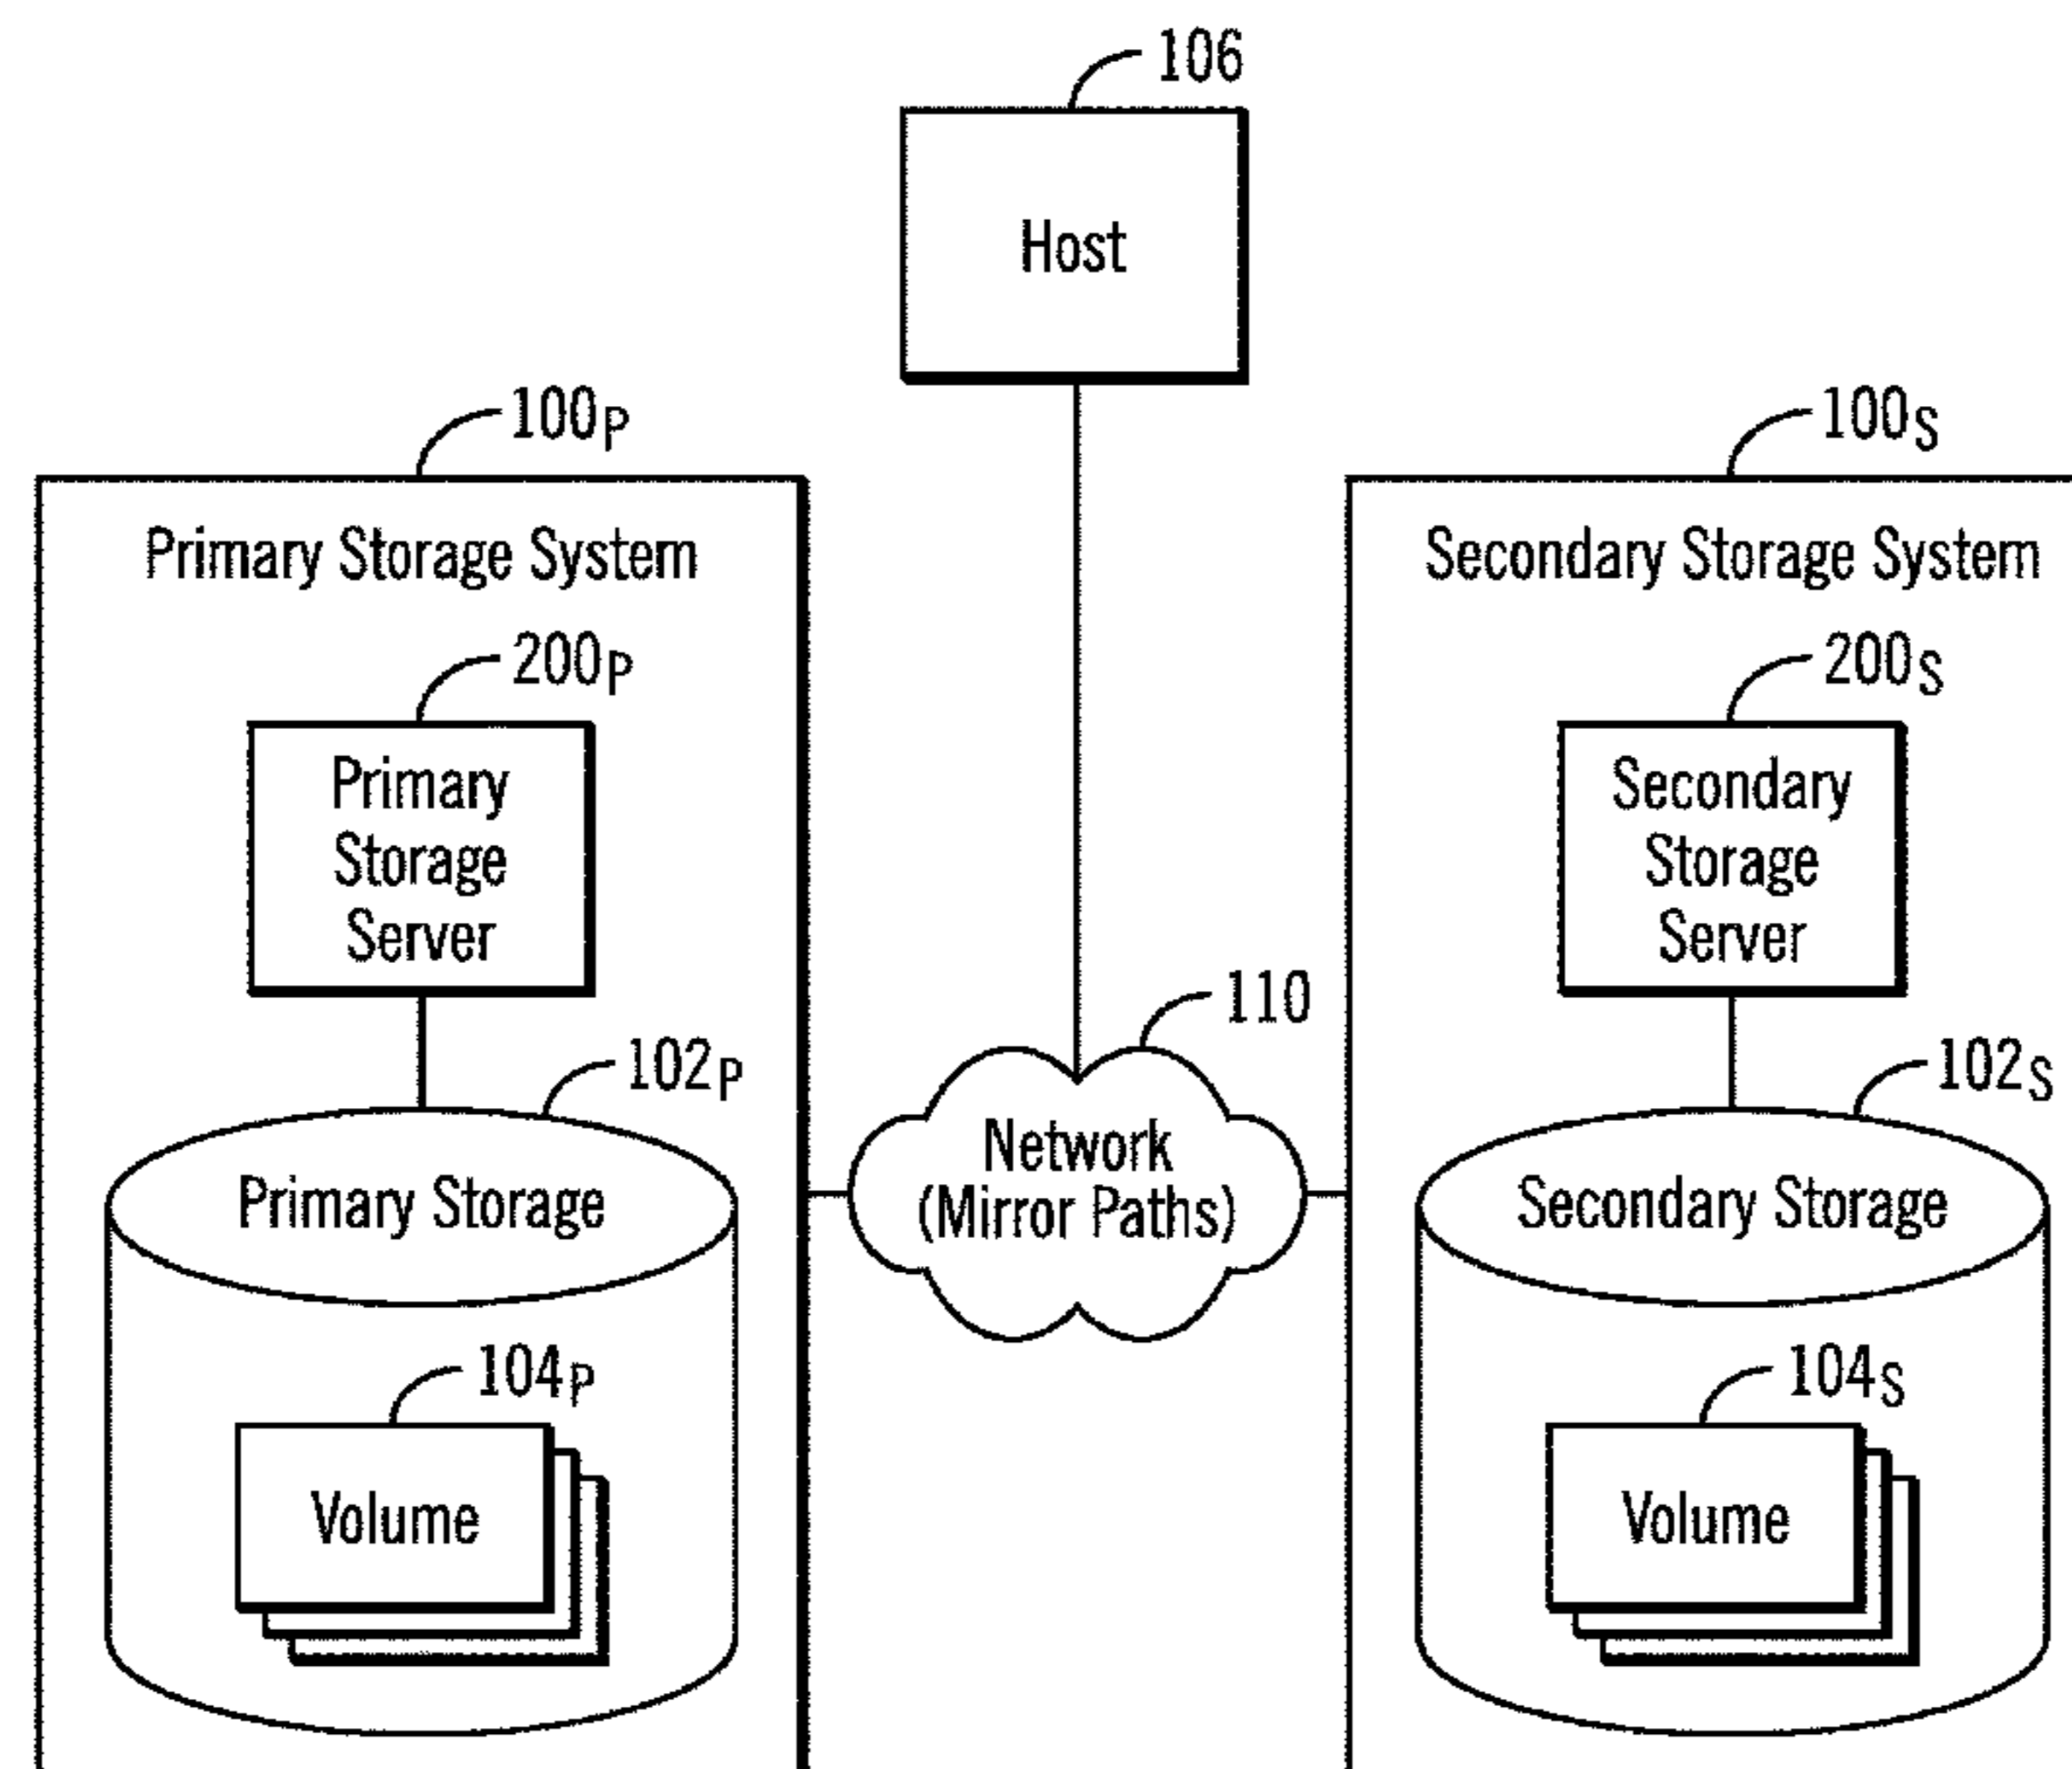 106
Host
100P
100S
Primary Storage System
Secondary Storage System
200P
200S
Primary
Storage
Server
Secondary
Storage
Server
110
102P
102S
Network
(Mirror Paths)
Primary Storage
Secondary Storage
104P
104S
Volume
Volume